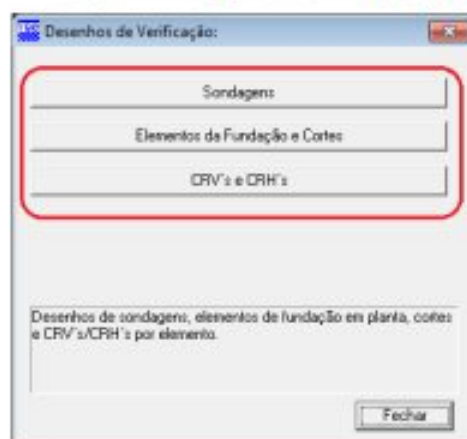 Desenhos de Verificação:
Sondagens
Elementos da Fundação e Cortes
CRV's e CRH's
Desenhos de sondagens, elementos de fundação em planta, cortes
e CRV's/CRH's por elemento.
Fechar